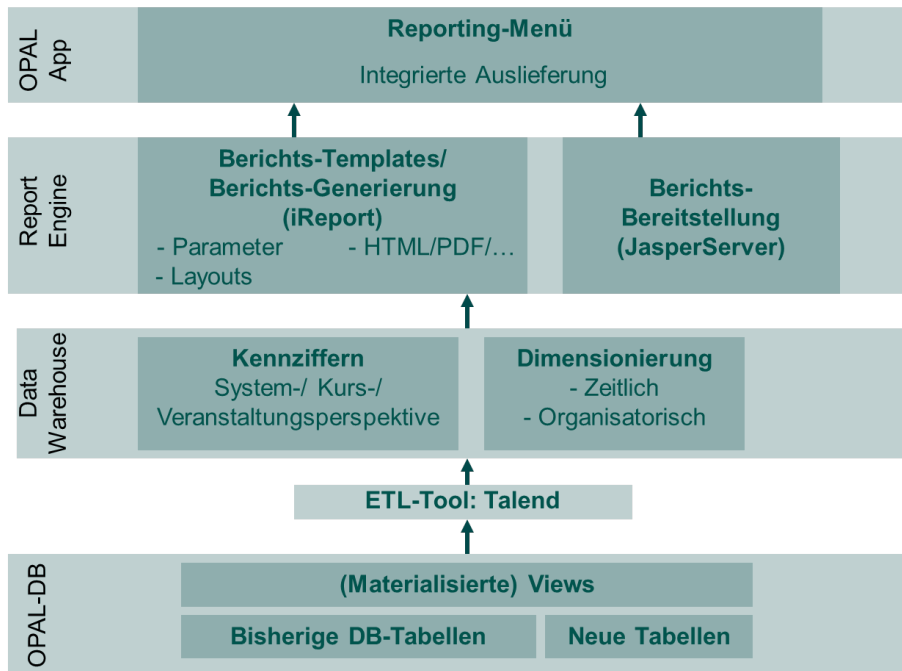 OPAL
App
Reporting-Menü
Integrierte Auslieferung
Report
Engine
Berichts-Templates/
Berichts-Generierung
(iReport)
- Parameter
- HTML/PDF/…
- Layouts
Berichts-
Bereitstellung
(JasperServer)
Data
Warehouse
Kennziffern
System-/ Kurs-/
Veranstaltungsperspektive
Dimensionierung
- Zeitlich
- Organisatorisch
ETL-Tool: Talend
OPAL-DB
(Materialisierte) Views
Bisherige DB-Tabellen
Neue Tabellen